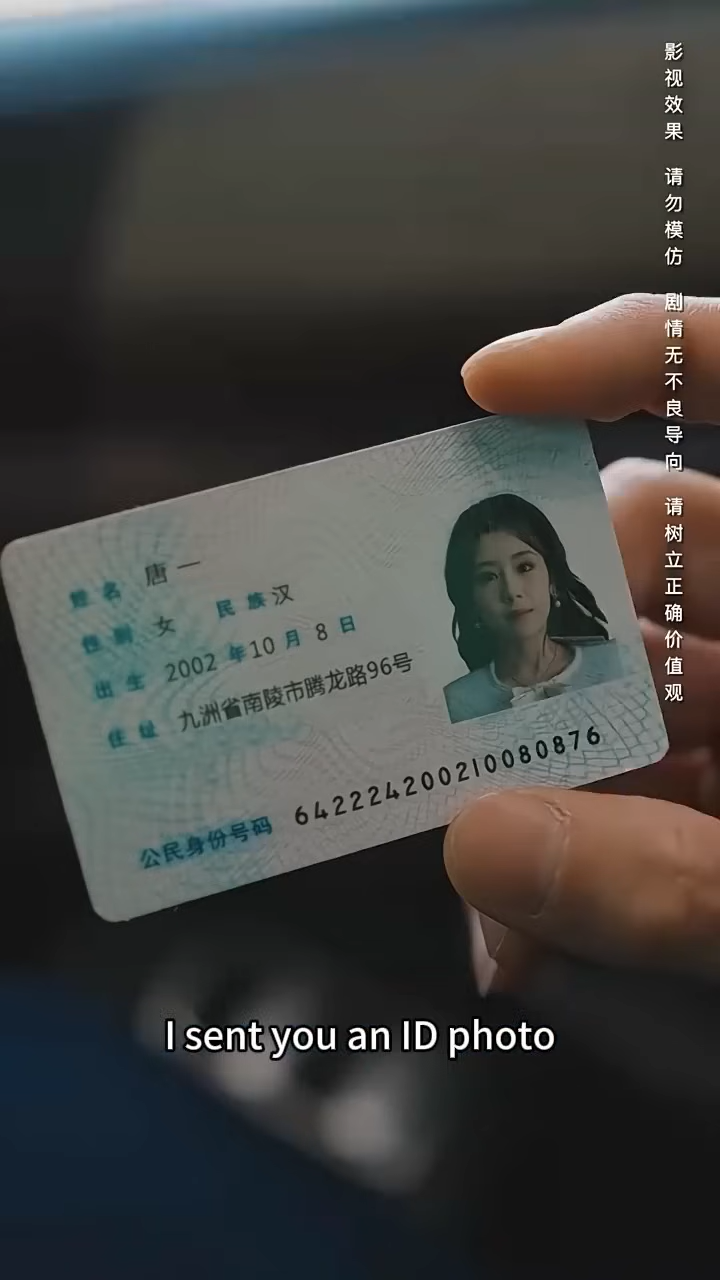 影视效果 请勿模仿 剧情无不良导向 请树立正确价值观
姓名 唐一
性别 女 民族 汉
出生 2002 年 10 月 8 日
住址 九洲省南陵市腾龙路96号
公民身份号码 642224200210080876
I sent you an ID photo